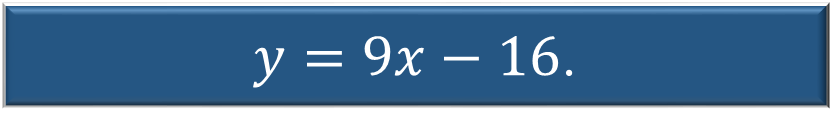 y = 9x − 16.